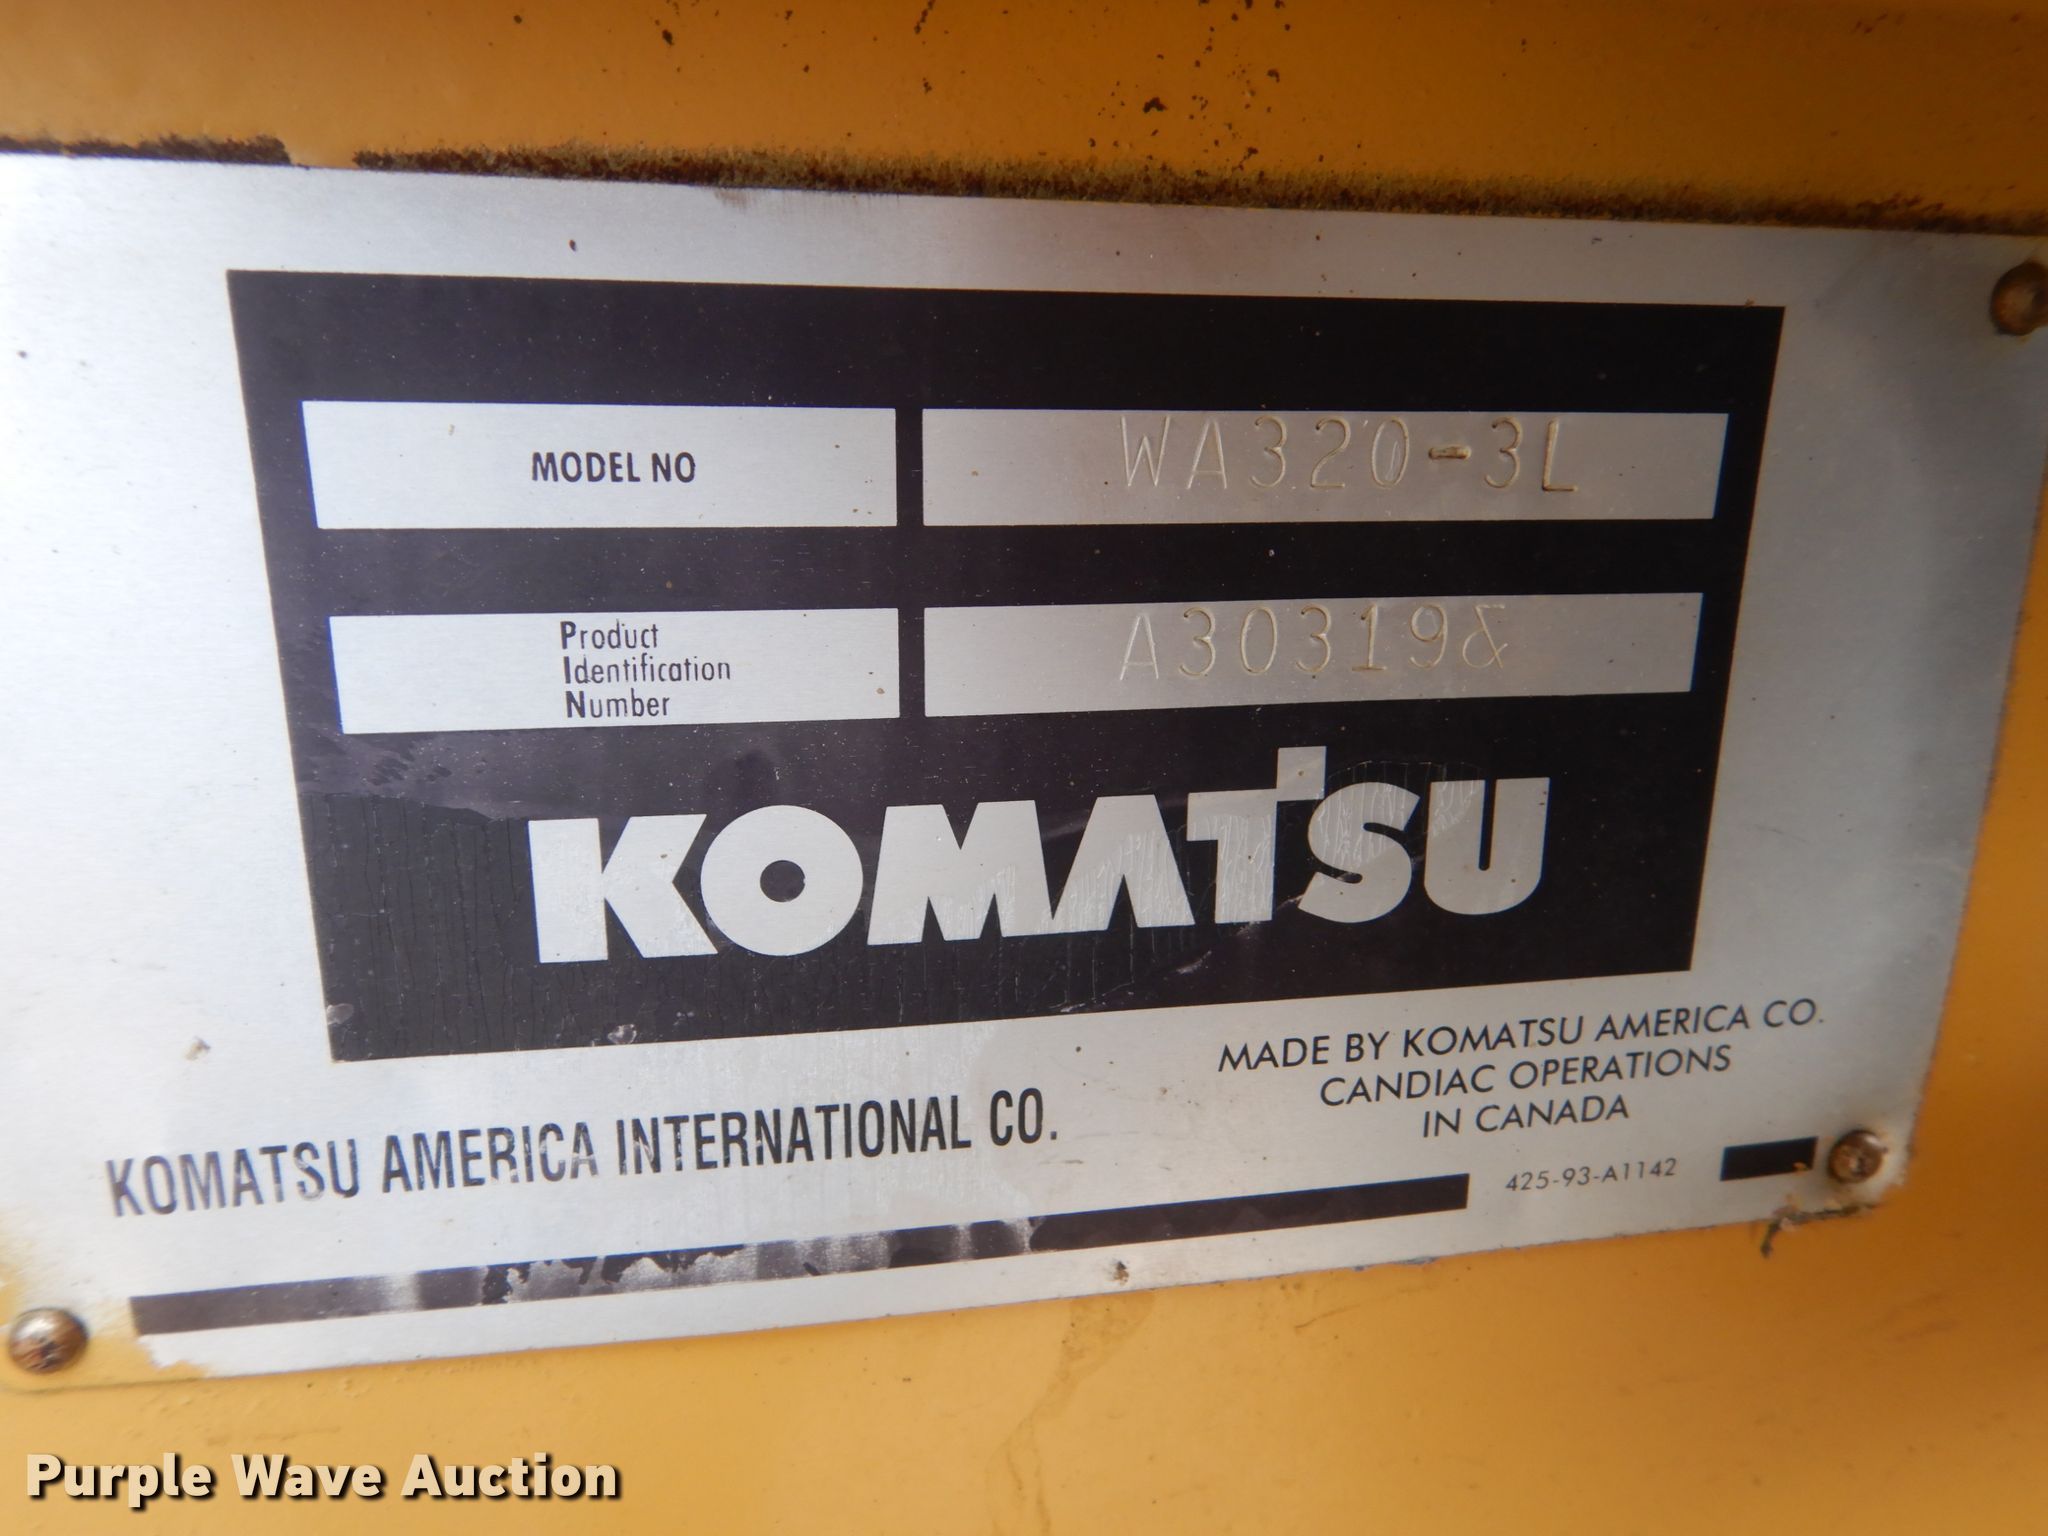 MODEL NO WA320-3L
Product
Identification
Number
A303198
KOMATSU
MADE BY KOMATSU AMERICA CO.
CANDIAC OPERATIONS
IN CANADA
KOMATSU AMERICA INTERNATIONAL CO.
425-93-A1142
Purple Wave Auction